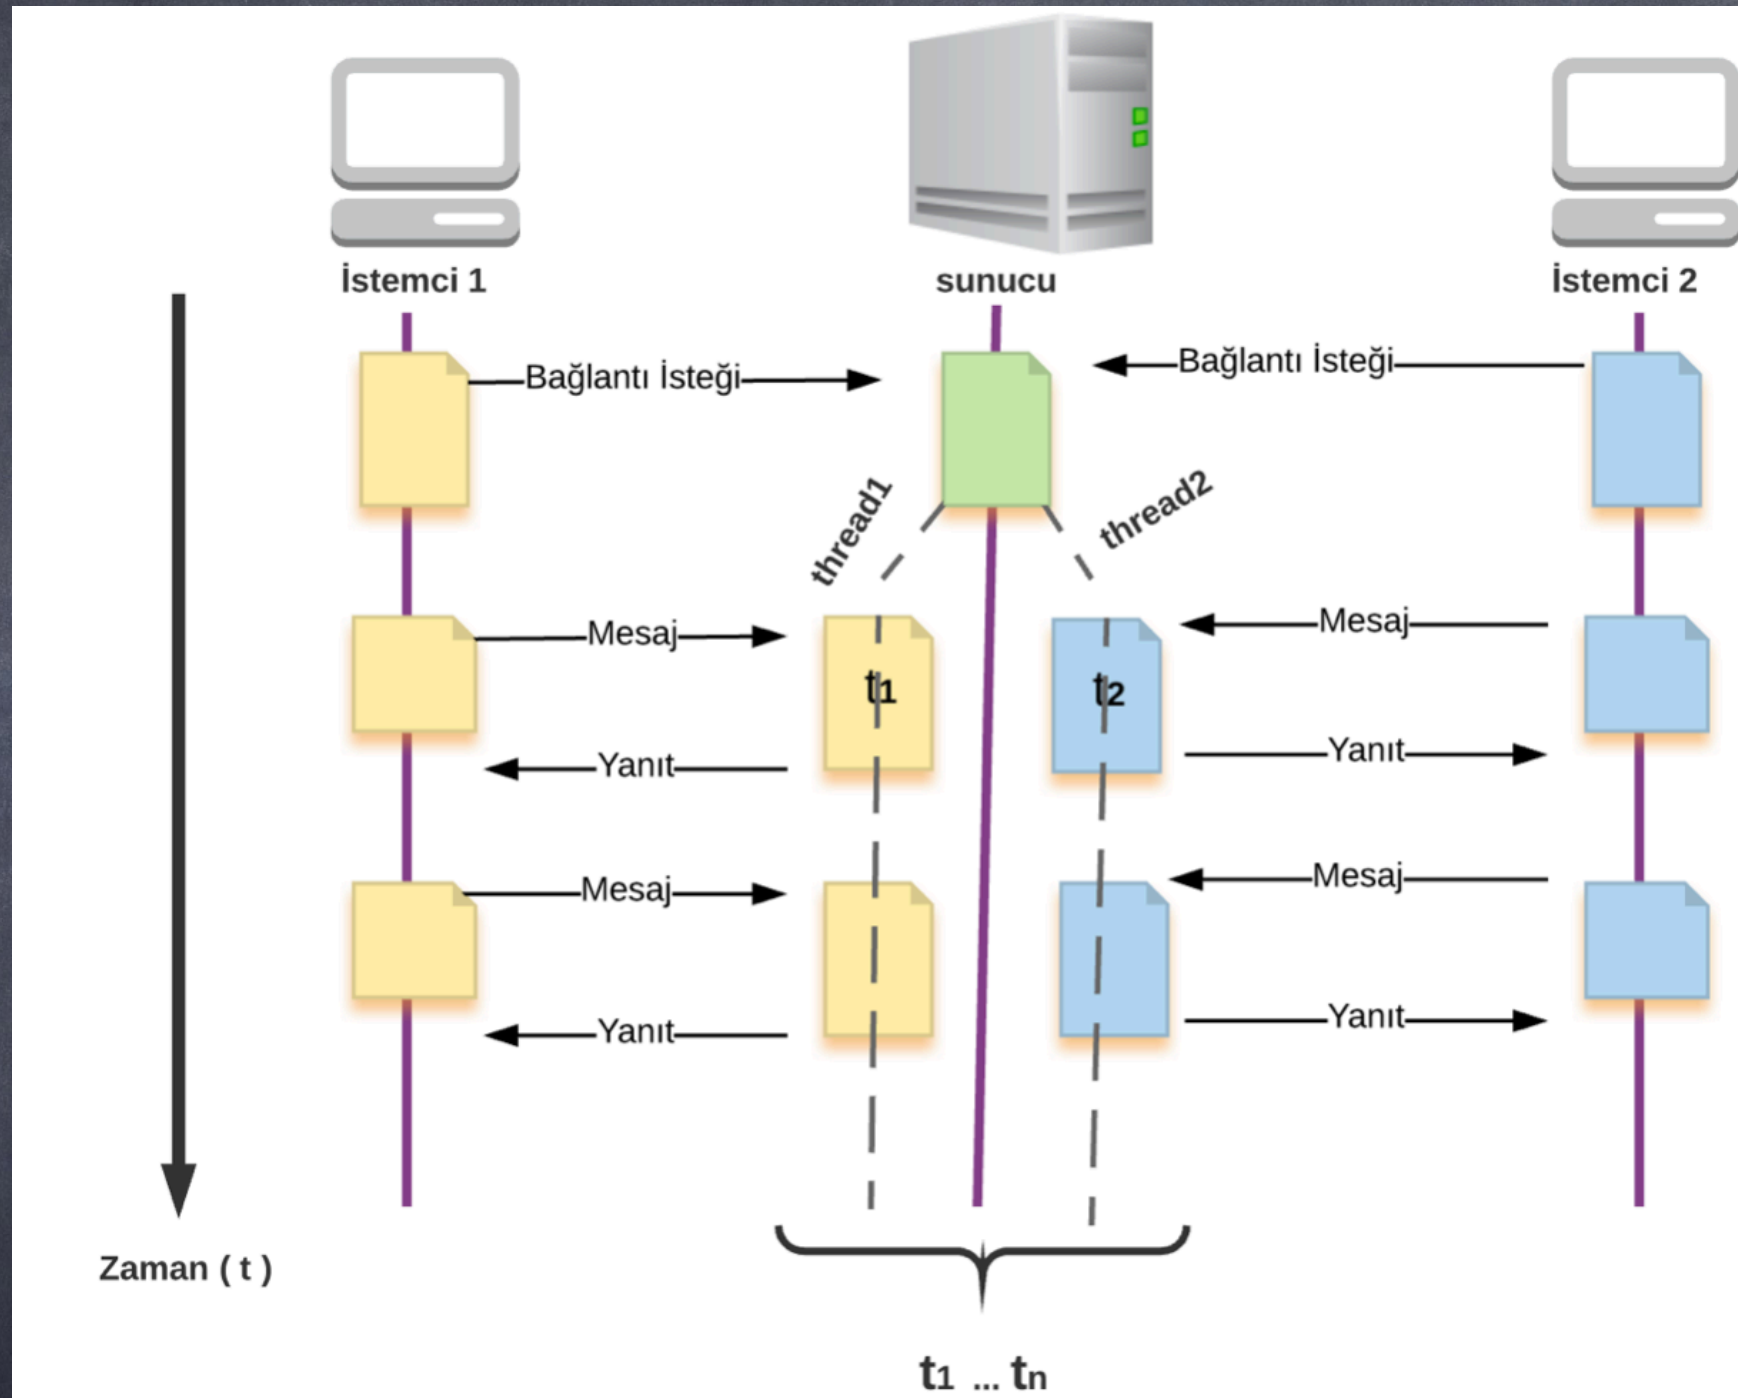 İstemci 1
sunucu
İstemci 2
Bağlantı İsteği
Bağlantı İsteği
thread1
thread2
Mesaj
Mesaj
t1
t2
Yanıt
Yanıt
Mesaj
Mesaj
Yanıt
Yanıt
Zaman ( t )
t1 ... tn